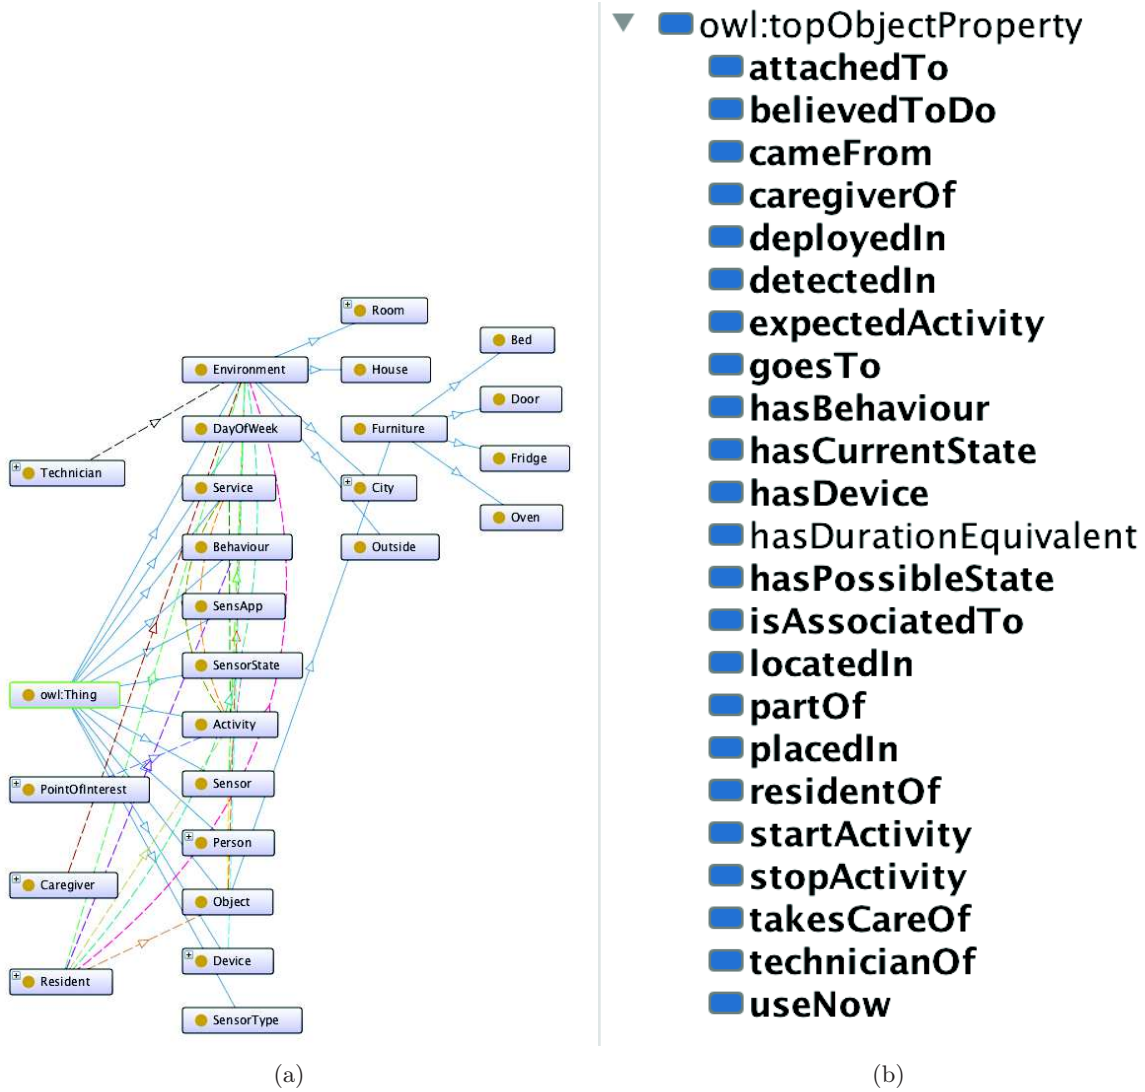 Room
Environment
House
DayOfWeek
Furniture
Bed
Door
Technician
Service
City
Fridge
Behaviour
Outside
Oven
SensApp
SensorState
owl:Thing
Activity
PointOfInterest
Sensor
Person
Caregiver
Object
Resident
Device
SensorType
(a)
owl:topObjectProperty
attachedTo
believedToDo
cameFrom
caregiverOf
deployedIn
detectedIn
expectedActivity
goesTo
hasBehaviour
hasCurrentState
hasDevice
hasDurationEquivalent
hasPossibleState
isAssociatedTo
locatedIn
partOf
placedIn
residentOf
startActivity
stopActivity
takesCareOf
technicianOf
useNow
(b)